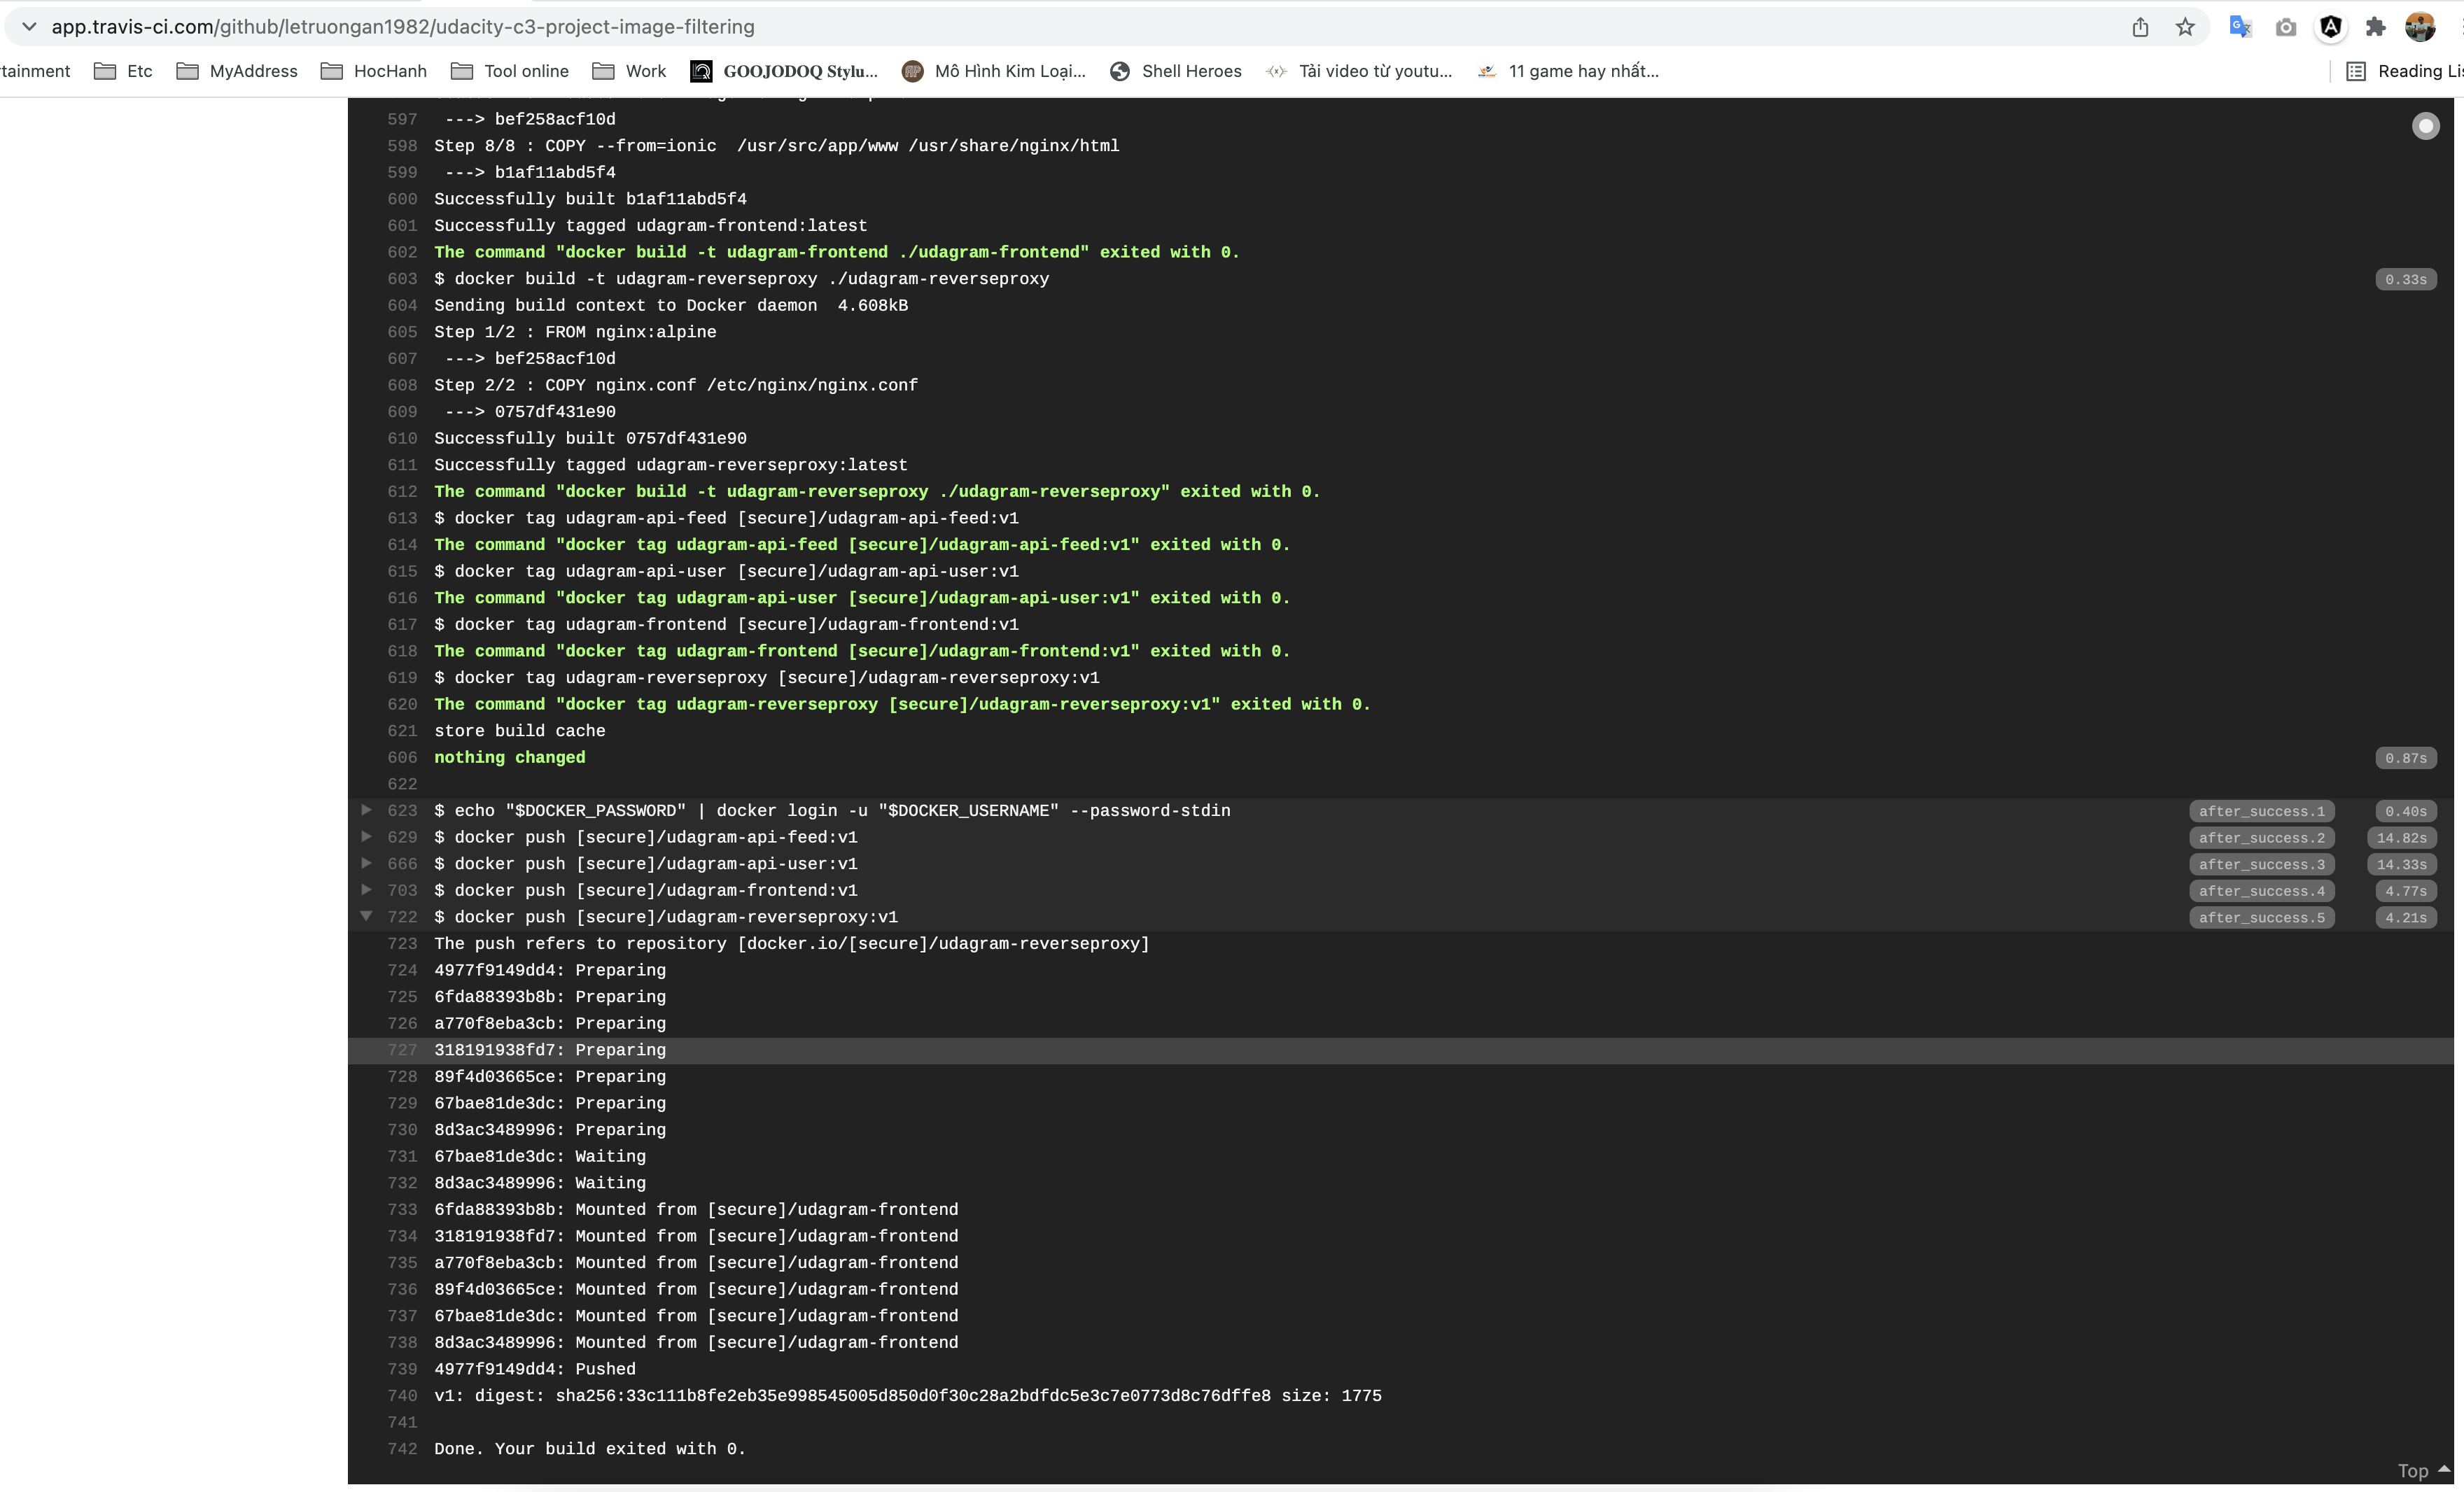 app.travis-ci.com/github/letruongan1982/udacity-c3-project-image-filtering
tainment Etc MyAddress HocHanh Tool online Work GOOJODOQ Stylu... Mô Hình Kim Loại... Shell Heroes Tải video từ youtu... 11 game hay nhất... Reading Li
597 ---> bef258acf10d
598 Step 8/8 : COPY --from=ionic  /usr/src/app/www /usr/share/nginx/html
599 ---> b1af11abd5f4
600 Successfully built b1af11abd5f4
601 Successfully tagged udagram-frontend:latest
602 The command "docker build -t udagram-frontend ./udagram-frontend" exited with 0.
603 $ docker build -t udagram-reverseproxy ./udagram-reverseproxy 0.33s
604 Sending build context to Docker daemon  4.608kB
605 Step 1/2 : FROM nginx:alpine
607 ---> bef258acf10d
608 Step 2/2 : COPY nginx.conf /etc/nginx/nginx.conf
609 ---> 0757df431e90
610 Successfully built 0757df431e90
611 Successfully tagged udagram-reverseproxy:latest
612 The command "docker build -t udagram-reverseproxy ./udagram-reverseproxy" exited with 0.
613 $ docker tag udagram-api-feed [secure]/udagram-api-feed:v1
614 The command "docker tag udagram-api-feed [secure]/udagram-api-feed:v1" exited with 0.
615 $ docker tag udagram-api-user [secure]/udagram-api-user:v1
616 The command "docker tag udagram-api-user [secure]/udagram-api-user:v1" exited with 0.
617 $ docker tag udagram-frontend [secure]/udagram-frontend:v1
618 The command "docker tag udagram-frontend [secure]/udagram-frontend:v1" exited with 0.
619 $ docker tag udagram-reverseproxy [secure]/udagram-reverseproxy:v1
620 The command "docker tag udagram-reverseproxy [secure]/udagram-reverseproxy:v1" exited with 0.
621 store build cache
606 nothing changed 0.87s
622
623 $ echo "$DOCKER_PASSWORD" | docker login -u "$DOCKER_USERNAME" --password-stdin after_success.1 0.40s
629 $ docker push [secure]/udagram-api-feed:v1 after_success.2 14.82s
666 $ docker push [secure]/udagram-api-user:v1 after_success.3 14.33s
703 $ docker push [secure]/udagram-frontend:v1 after_success.4 4.77s
722 $ docker push [secure]/udagram-reverseproxy:v1 after_success.5 4.21s
723 The push refers to repository [docker.io/[secure]/udagram-reverseproxy]
724 4977f9149dd4: Preparing
725 6fda88393b8b: Preparing
726 a770f8eba3cb: Preparing
727 318191938fd7: Preparing
728 89f4d03665ce: Preparing
729 67bae81de3dc: Preparing
730 8d3ac3489996: Preparing
731 67bae81de3dc: Waiting
732 8d3ac3489996: Waiting
733 6fda88393b8b: Mounted from [secure]/udagram-frontend
734 318191938fd7: Mounted from [secure]/udagram-frontend
735 a770f8eba3cb: Mounted from [secure]/udagram-frontend
736 89f4d03665ce: Mounted from [secure]/udagram-frontend
737 67bae81de3dc: Mounted from [secure]/udagram-frontend
738 8d3ac3489996: Mounted from [secure]/udagram-frontend
739 4977f9149dd4: Pushed
740 v1: digest: sha256:33c111b8fe2eb35e998545005d850d0f30c28a2bdfdc5e3c7e0773d8c76dffe8 size: 1775
741
742 Done. Your build exited with 0.
Top